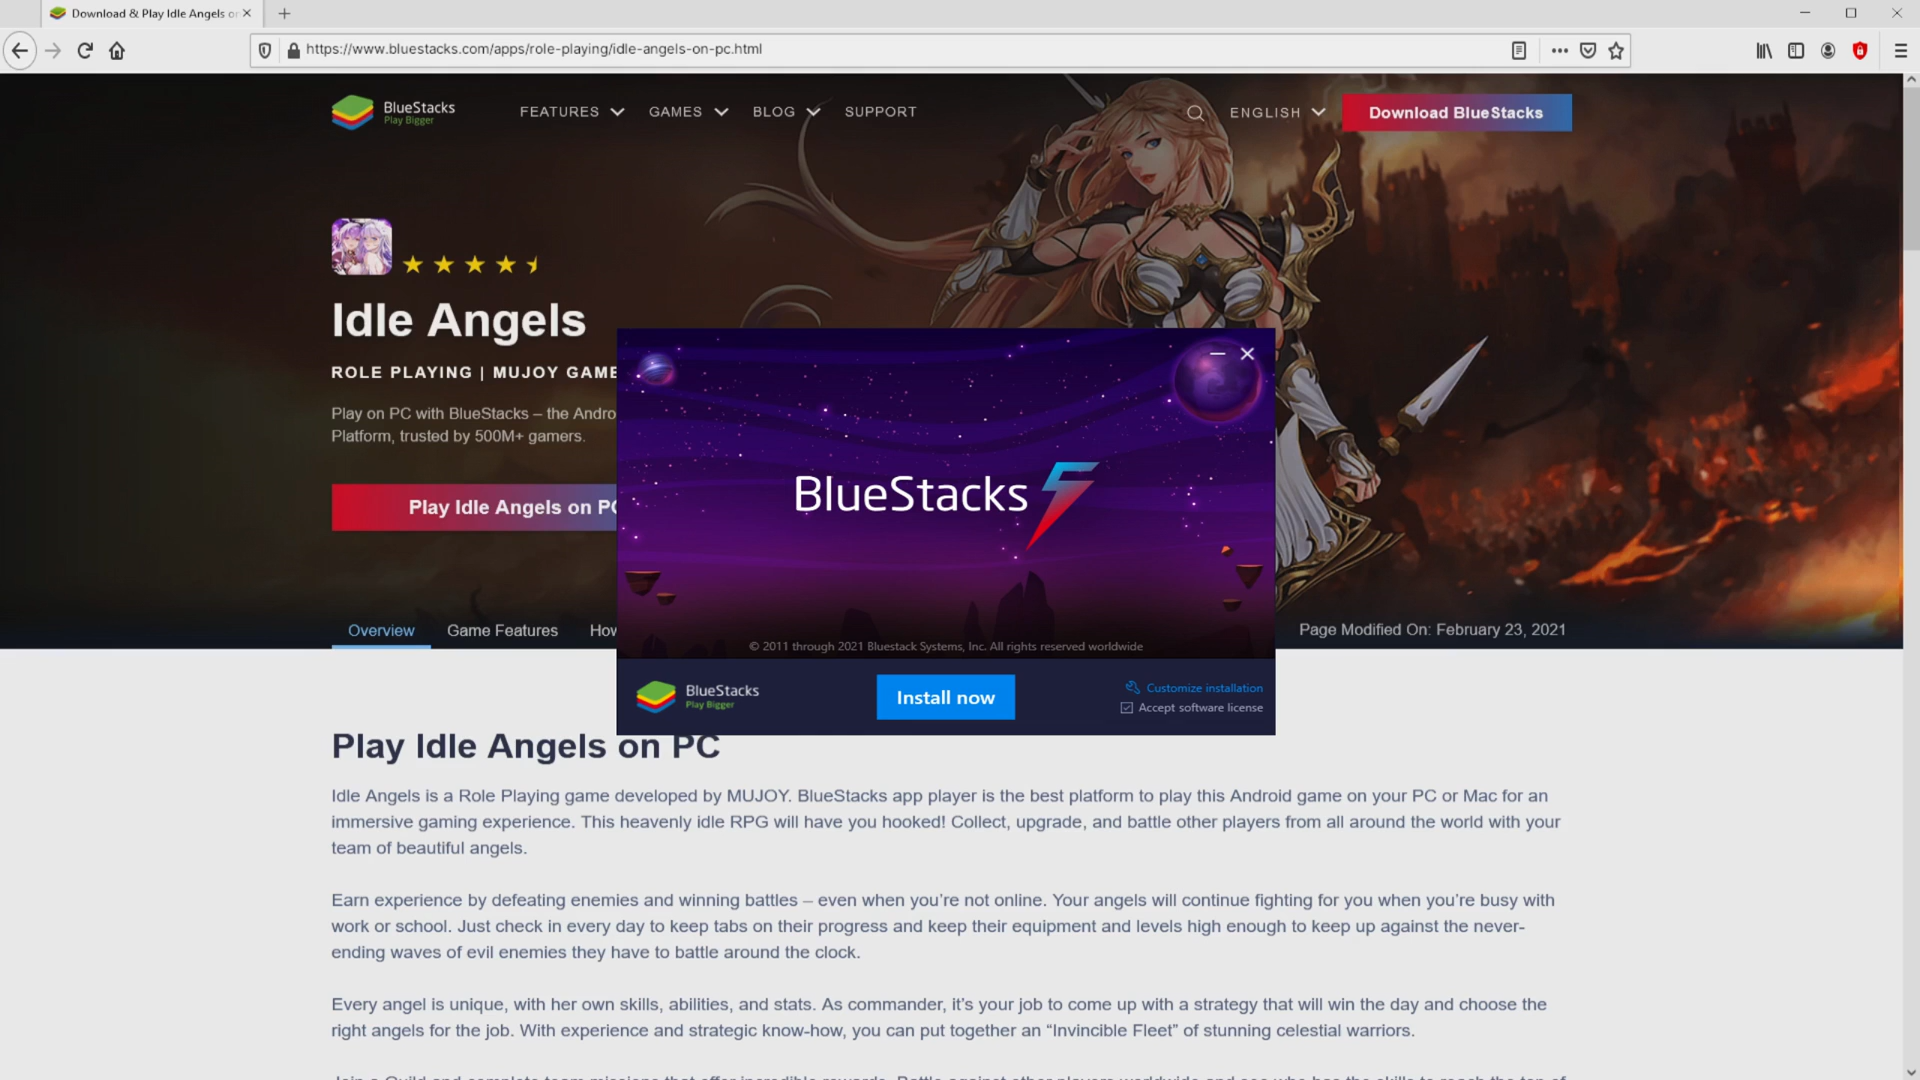 Download & Play Idle Angels or
https://www.bluestacks.com/apps/role-playing/idle-angels-on-pc.html
BlueStacks
Play Bigger
FEATURES
GAMES
BLOG
SUPPORT
ENGLISH
Download BlueStacks
Idle Angels
ROLE PLAYING | MUJOY GAME
Play on PC with BlueStacks – the Andro
Platform, trusted by 500M+ gamers.
Play Idle Angels on PC
BlueStacks 5
© 2011 through 2021 Bluestack Systems, Inc. All rights reserved worldwide
BlueStacks
Play Bigger
Install now
Customize installation
Accept software license
Overview
Game Features
How
Page Modified On: February 23, 2021
Play Idle Angels on PC
Idle Angels is a Role Playing game developed by MUJOY. BlueStacks app player is the best platform to play this Android game on your PC or Mac for an
immersive gaming experience. This heavenly idle RPG will have you hooked! Collect, upgrade, and battle other players from all around the world with your
team of beautiful angels.
Earn experience by defeating enemies and winning battles – even when you’re not online. Your angels will continue fighting for you when you’re busy with
work or school. Just check in every day to keep tabs on their progress and keep their equipment and levels high enough to keep up against the never-
ending waves of evil enemies they have to battle around the clock.
Every angel is unique, with her own skills, abilities, and stats. As commander, it’s your job to come up with a strategy that will win the day and choose the
right angels for the job. With experience and strategic know-how, you can put together an “Invincible Fleet” of stunning celestial warriors.